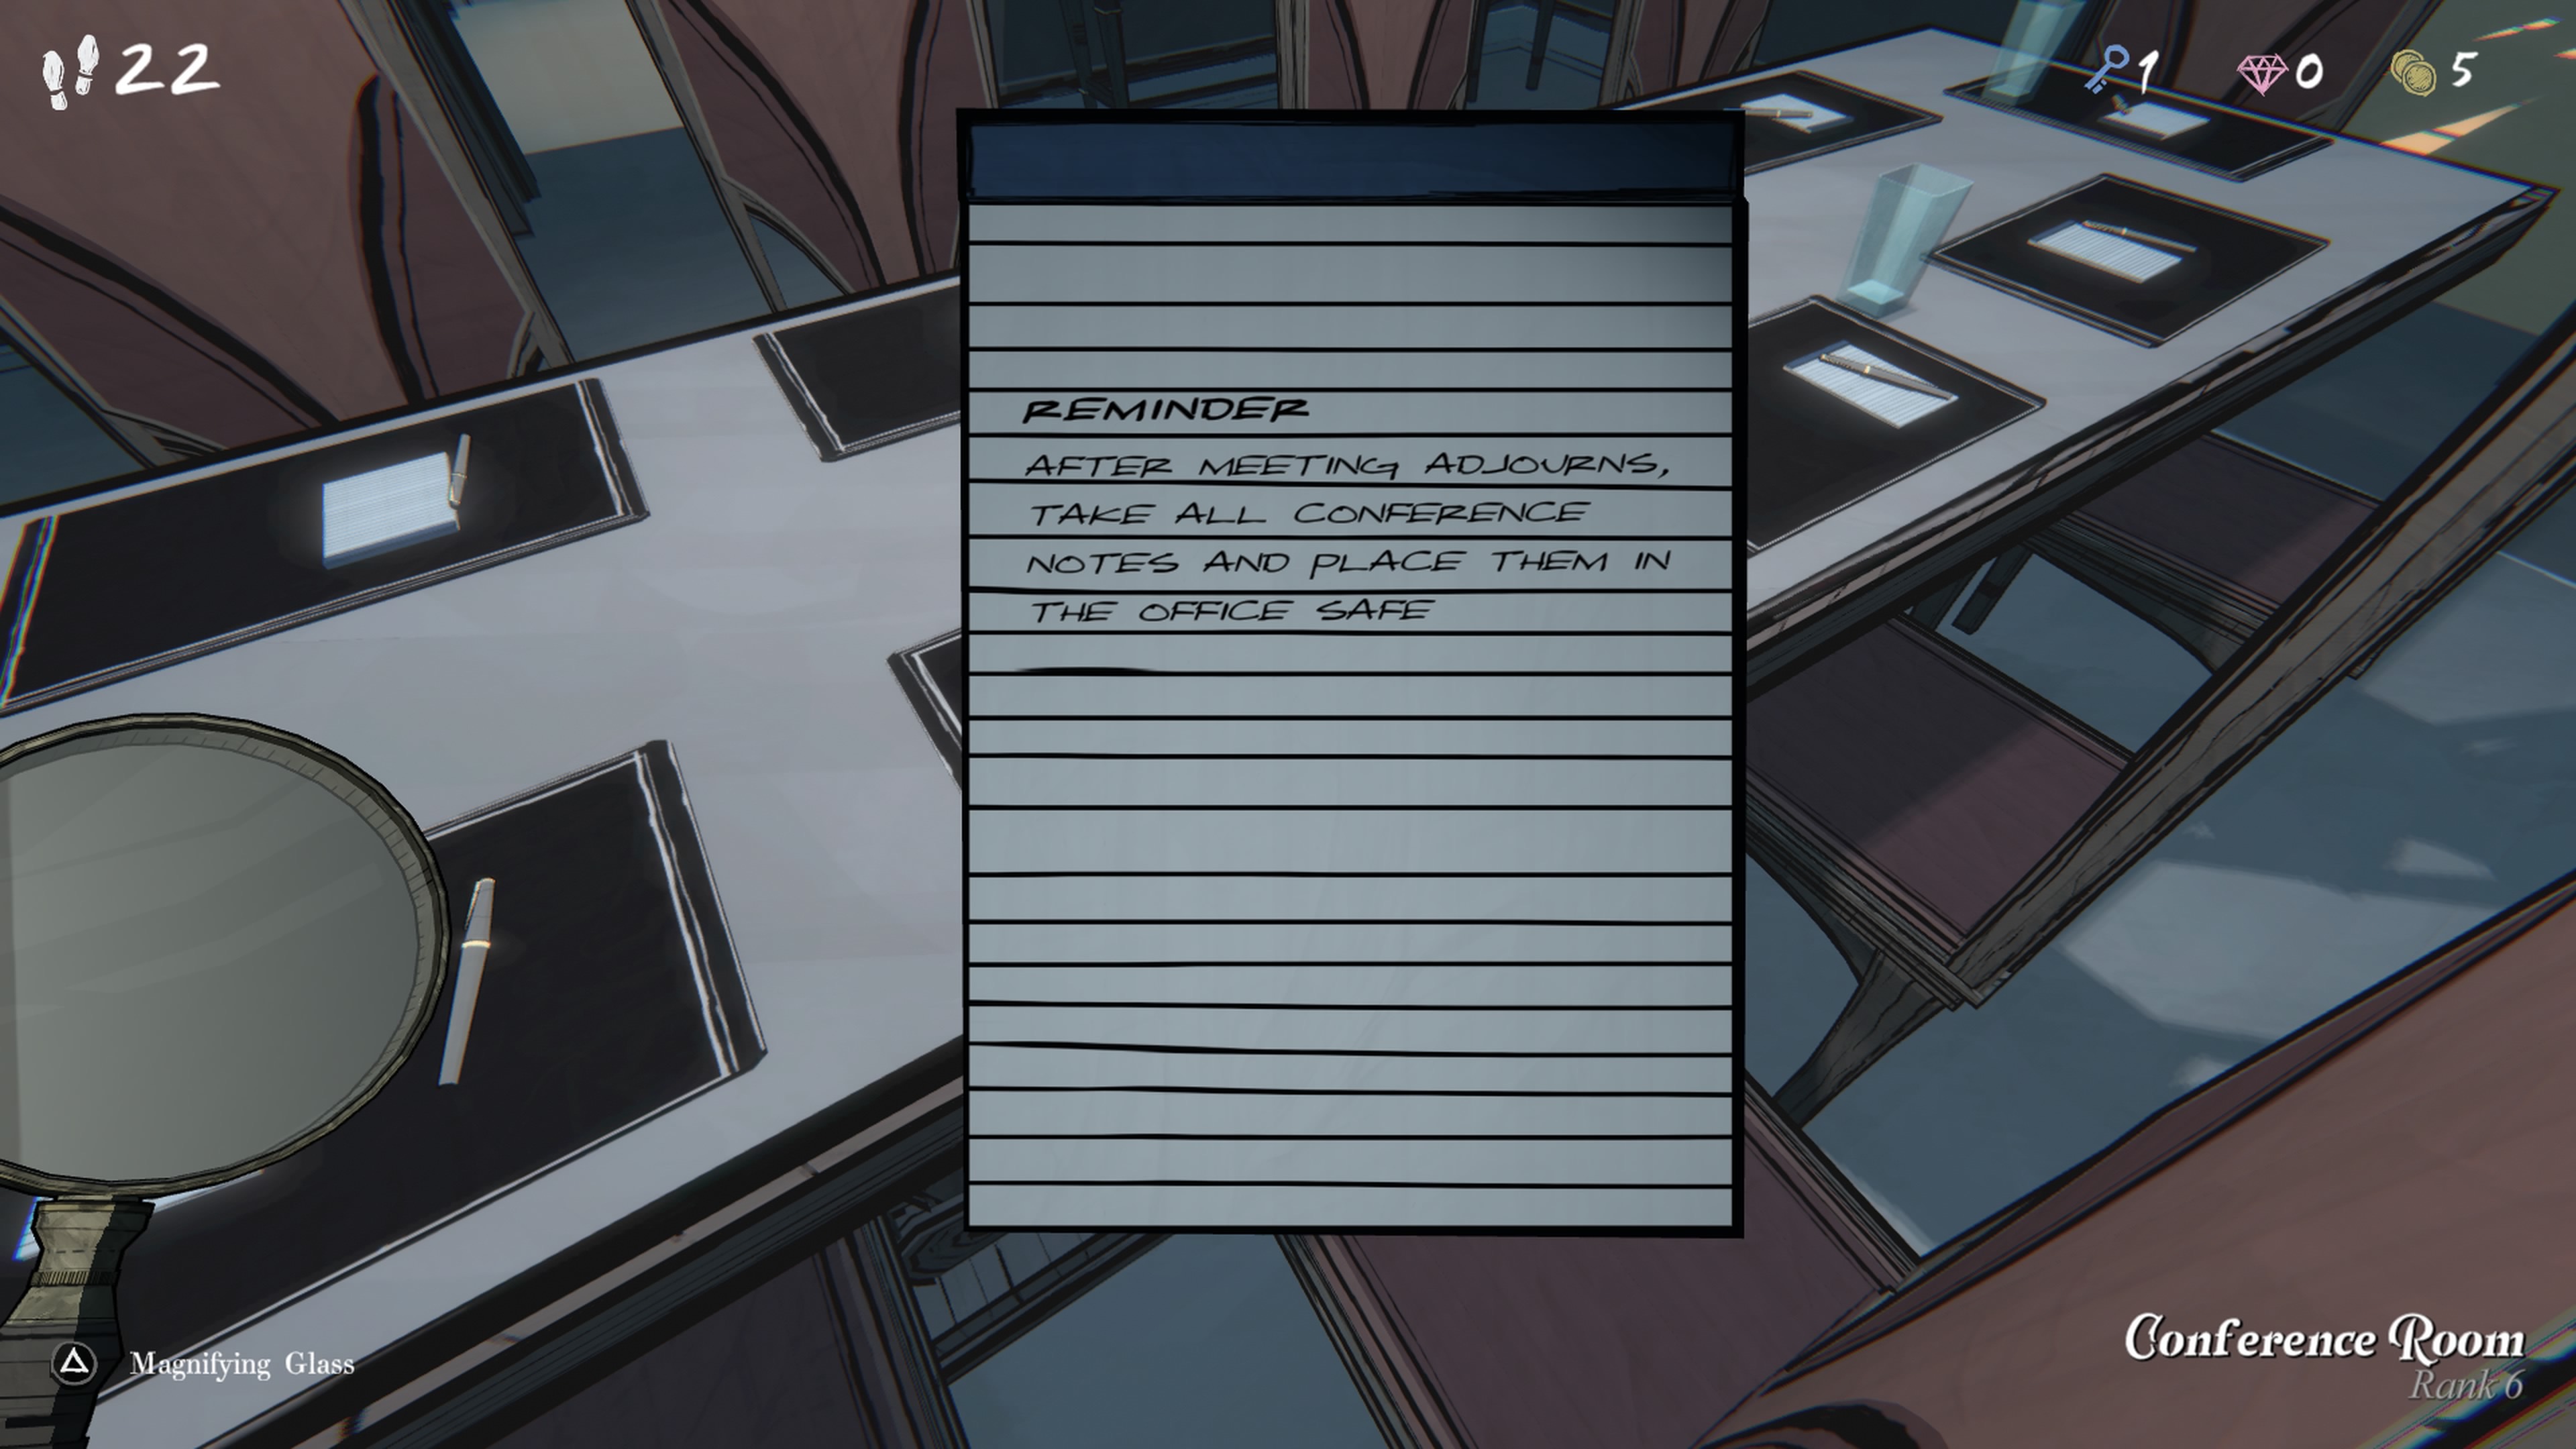 22
1
0
5
REMINDER
AFTER MEETING ADJOURNS,
TAKE ALL CONFERENCE
NOTES AND PLACE THEM IN
THE OFFICE SAFE
Magnifying Glass
Conference Room
Rank 6